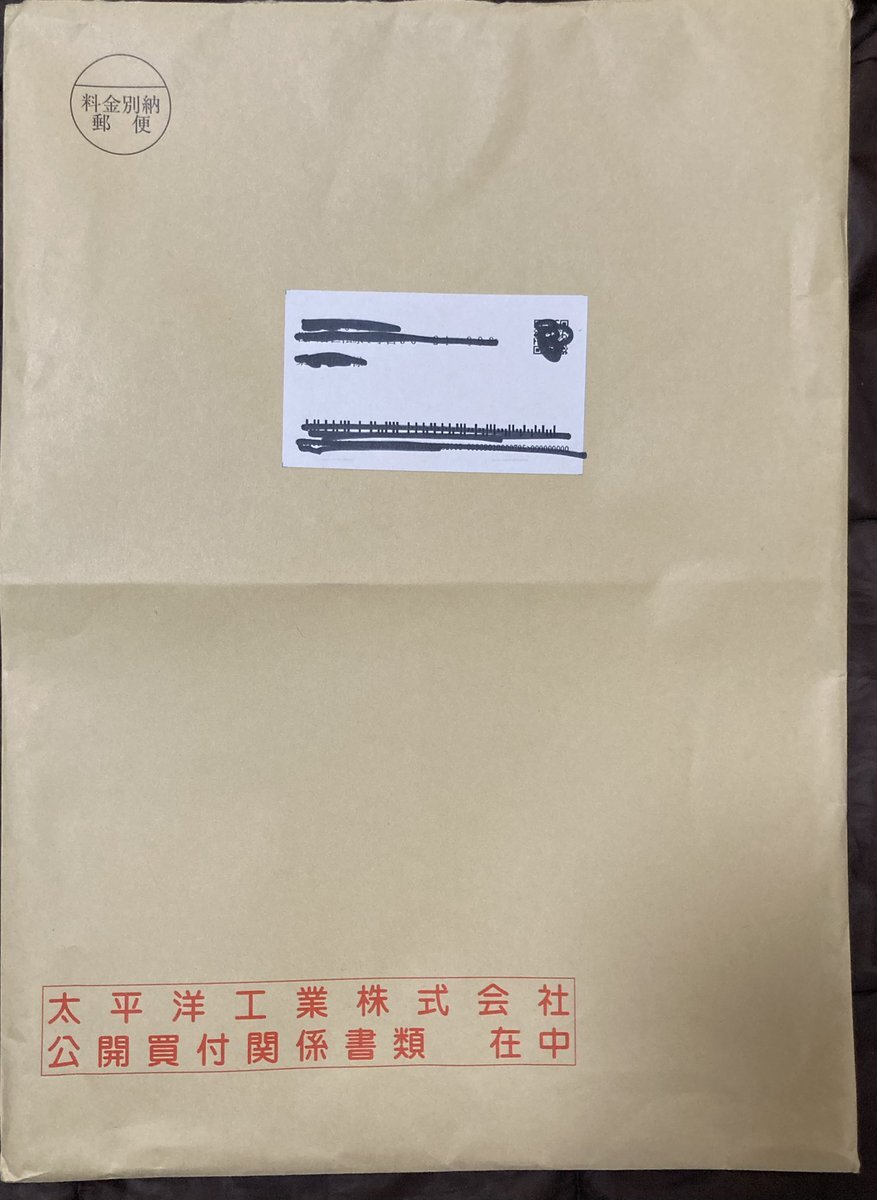 料金別納
郵便
太平洋工業株式会社
公開買付関係書類 在中